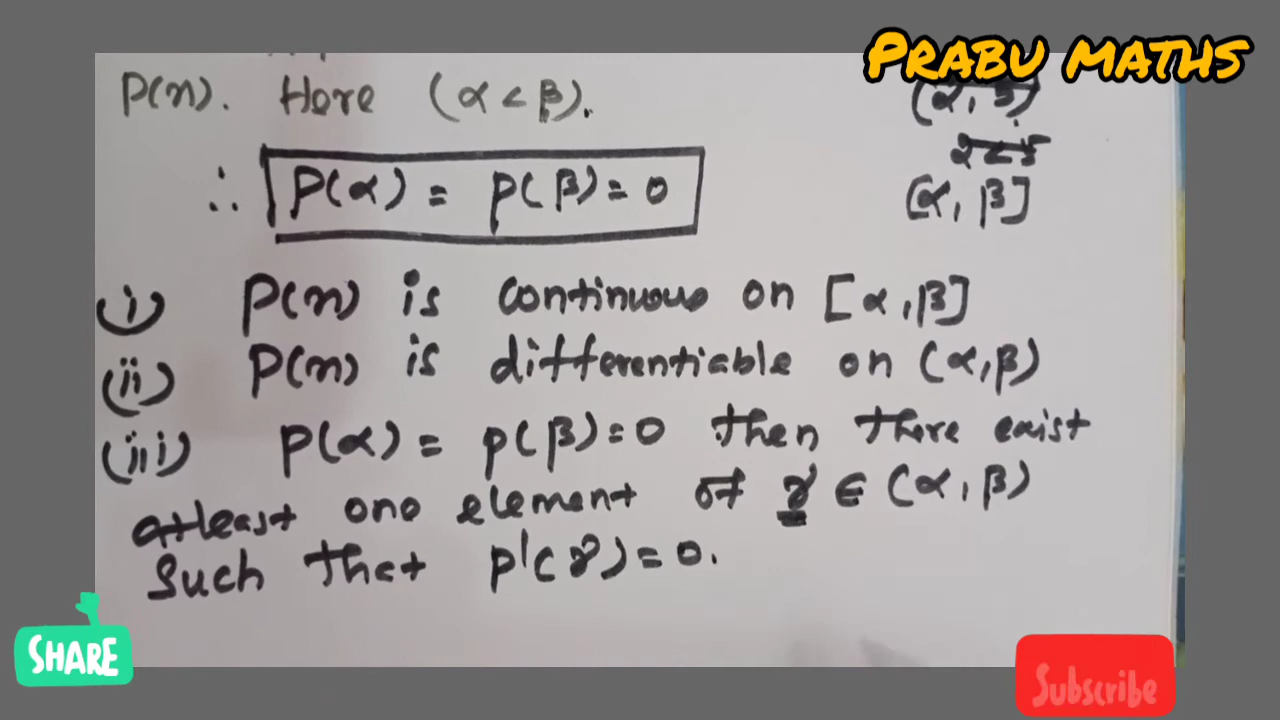 PRABU MATHS
P(x). Here (α < β).
∴ P(α) = P(β) = 0
[α, β]
(i) P(x) is continuous on [α, β]
(ii) P(x) is differentiable on (α, β)
(iii) P(α) = P(β) = 0 then there exist
atleast one element of γ ∈ (α, β)
Such that P'(γ) = 0.
SHARE
Subscribe